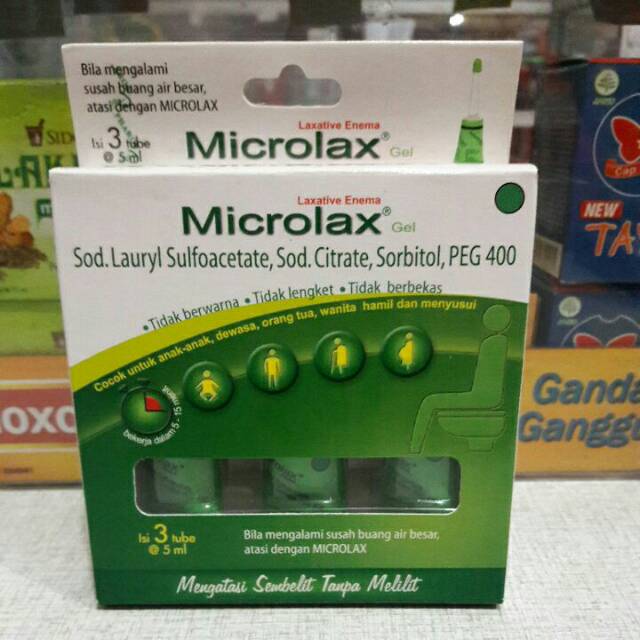 Bila mengalami
susah buang air besar,
atasi dengan MICROLAX
Isi 3 tube
@ 5 ml
Laxative Enema
Microlax® Gel
Laxative Enema
Microlax® Gel
Sod. Lauryl Sulfoacetate, Sod. Citrate, Sorbitol, PEG 400
•Tidak berwarna •Tidak lengket •Tidak berbekas
Cocok untuk anak-anak, dewasa, orang tua, wanita hamil dan menyusui
bekerja dalam 5 - 15 menit
Isi 3 tube
@ 5 ml
Bila mengalami susah buang air besar,
atasi dengan MICROLAX
Mengatasi Sembelit Tanpa Melilit
SID
Cap
NEW
TA
Ganda
Ganggu